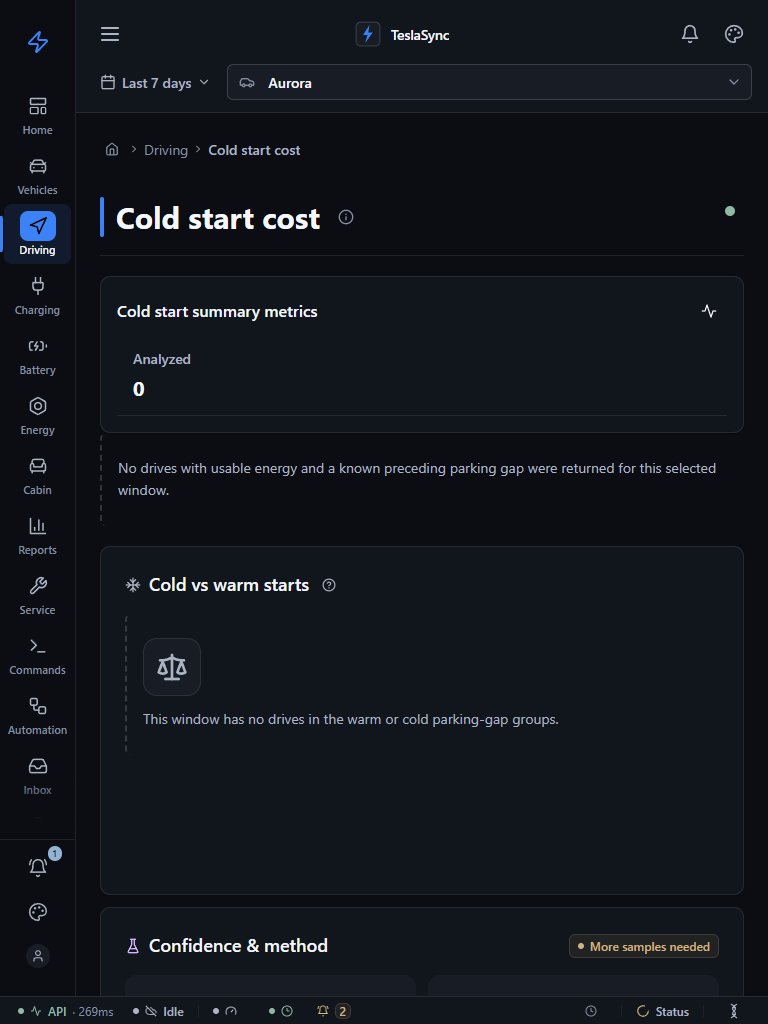 TeslaSync
Last 7 days
Aurora
Home
Vehicles
Driving
Charging
Battery
Energy
Cabin
Reports
Service
Commands
Automation
Inbox
1
Driving
Cold start cost
Cold start cost
Cold start summary metrics
Analyzed
0
No drives with usable energy and a known preceding parking gap were returned for this selected
window.
Cold vs warm starts
This window has no drives in the warm or cold parking-gap groups.
Confidence & method
More samples needed
API · 269ms
Idle
2
Status